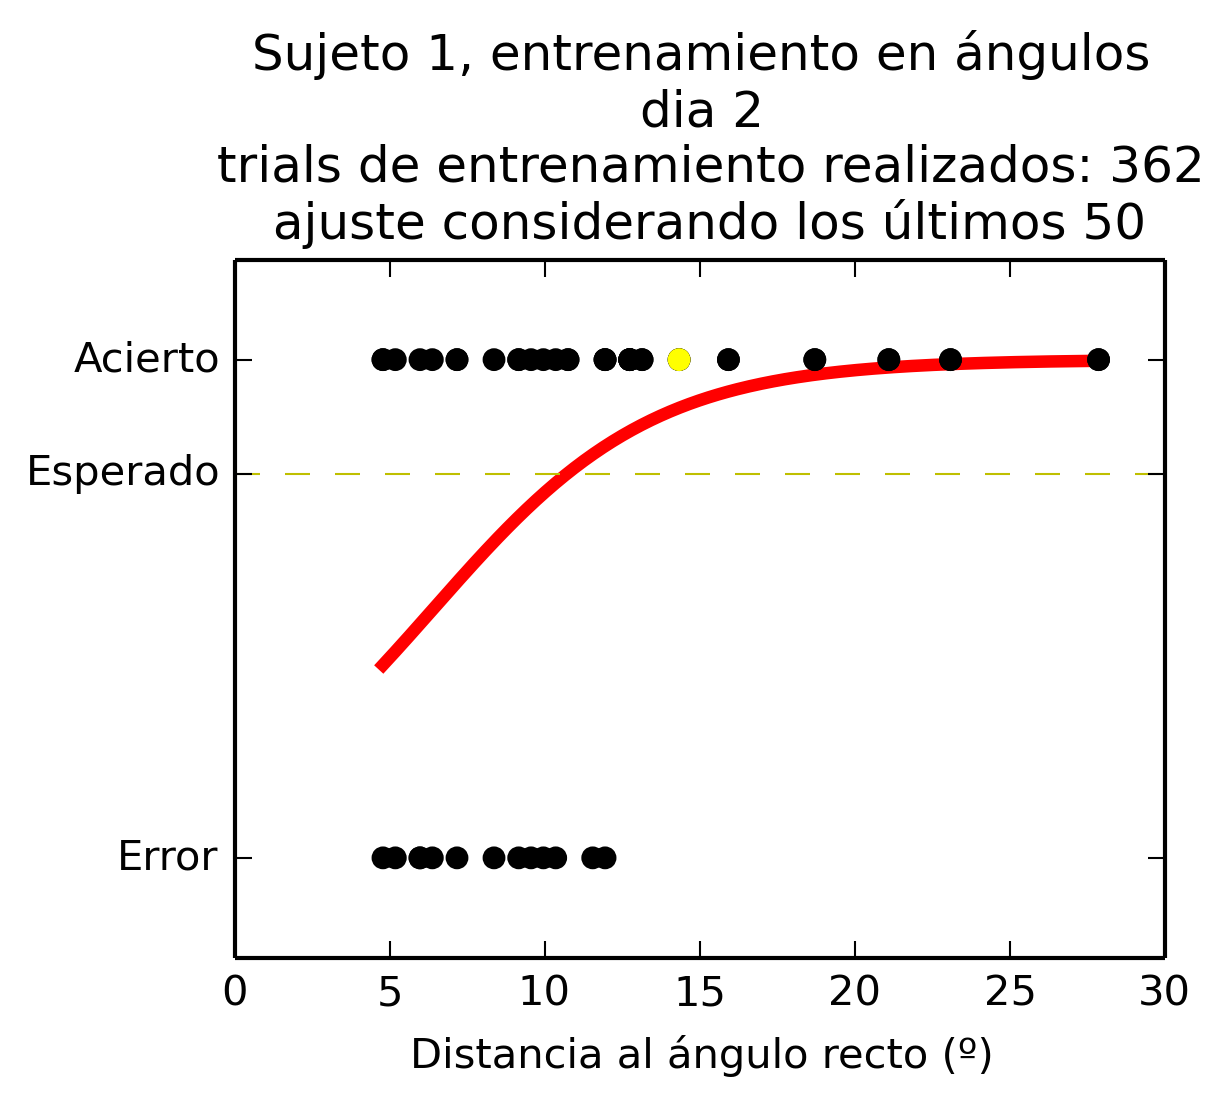 Sujeto 1, entrenamiento en ángulos
dia 2
trials de entrenamiento realizados: 362
ajuste considerando los últimos 50
Acierto
Esperado
Error
0 5 10 15 20 25 30
Distancia al ángulo recto (º)